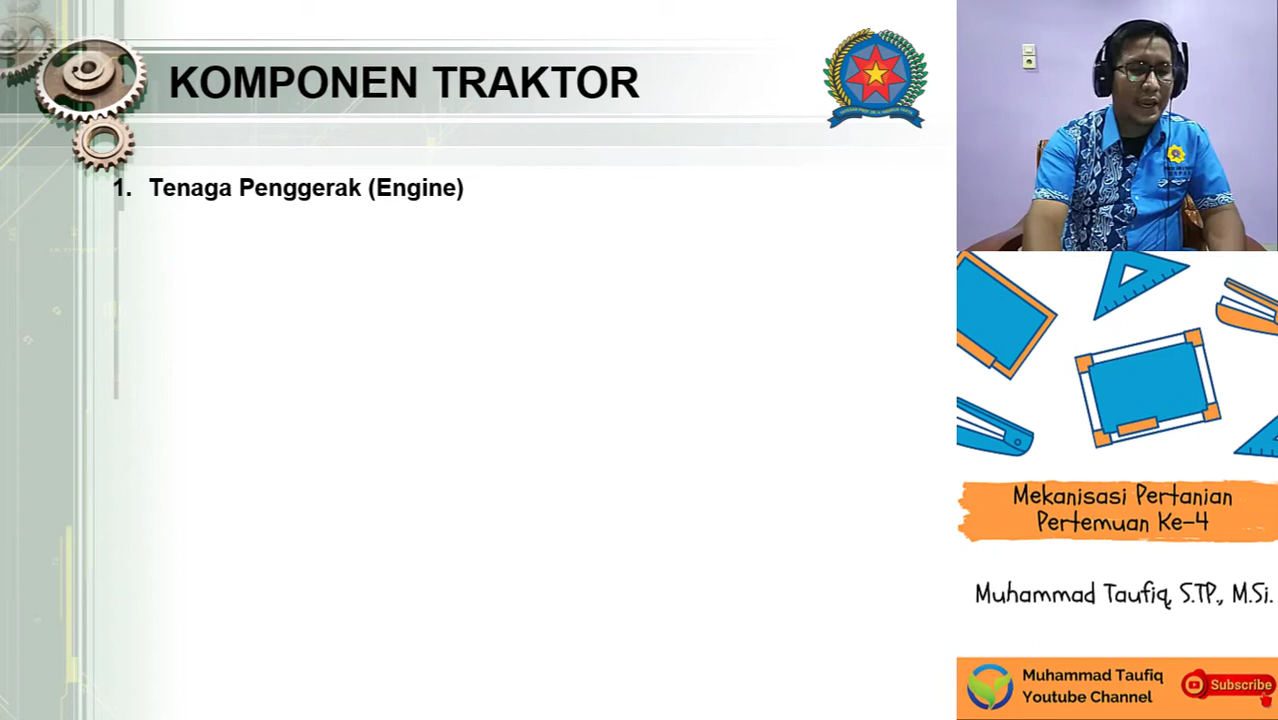 KOMPONEN TRAKTOR
1. Tenaga Penggerak (Engine)
Mekanisasi Pertanian
Pertemuan Ke-4
Muhammad Taufiq, S.TP., M.Si.
Muhammad Taufiq
Youtube Channel
Subscribe